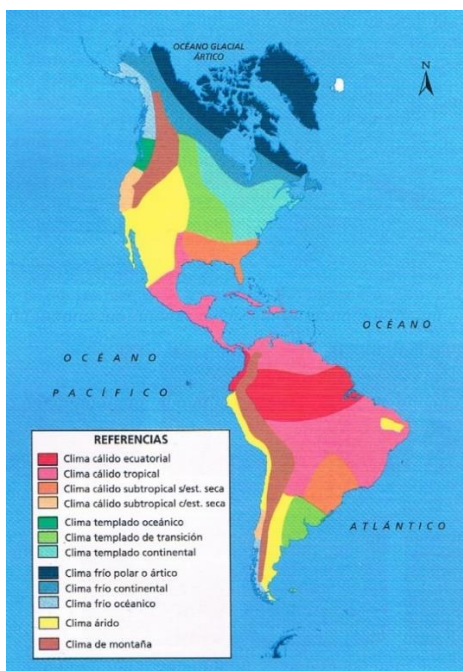 OCÉANO GLACIAL
ÁRTICO
N
OCÉANO
OCÉANO
PACÍFICO
ATLÁNTICO
REFERENCIAS
Clima cálido ecuatorial
Clima cálido tropical
Clima cálido subtropical s/est. seca
Clima cálido subtropical c/est. seca
Clima templado oceánico
Clima templado de transición
Clima templado continental
Clima frío polar o ártico
Clima frío continental
Clima frío océanico
Clima árido
Clima de montaña